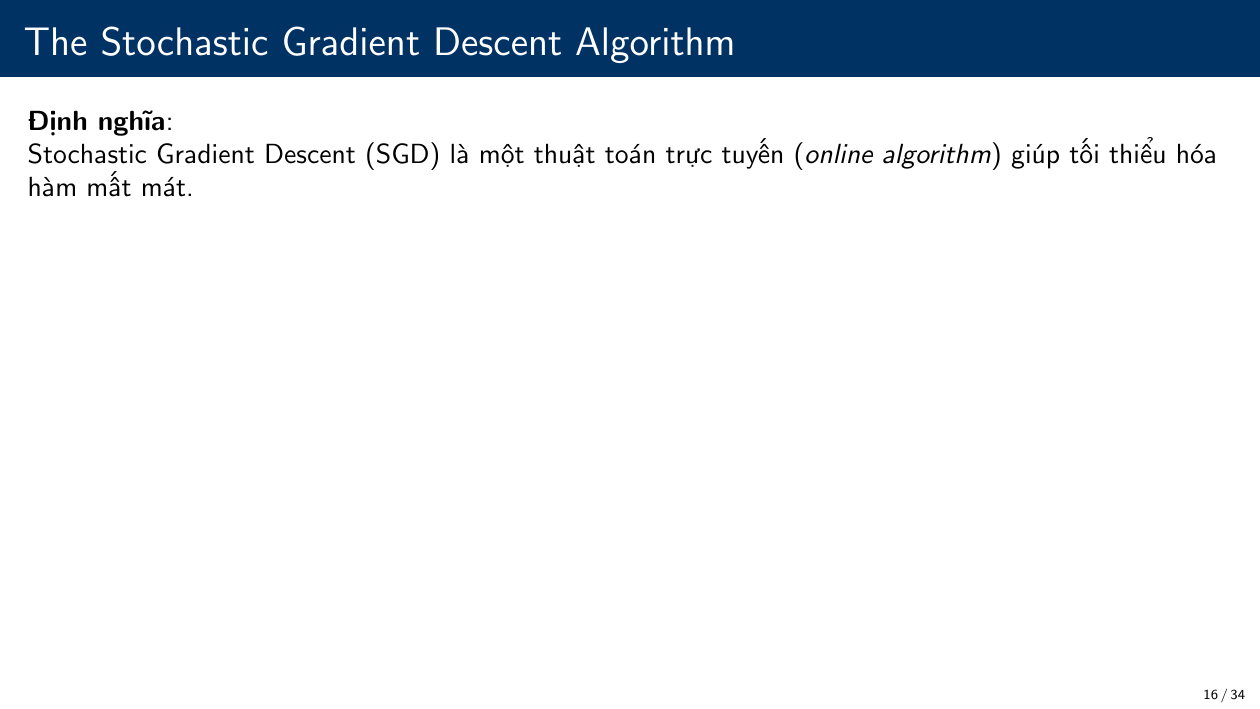 The Stochastic Gradient Descent Algorithm
Định nghĩa:
Stochastic Gradient Descent (SGD) là một thuật toán trực tuyến (online algorithm) giúp tối thiểu hóa
hàm mất mát.
16 / 34